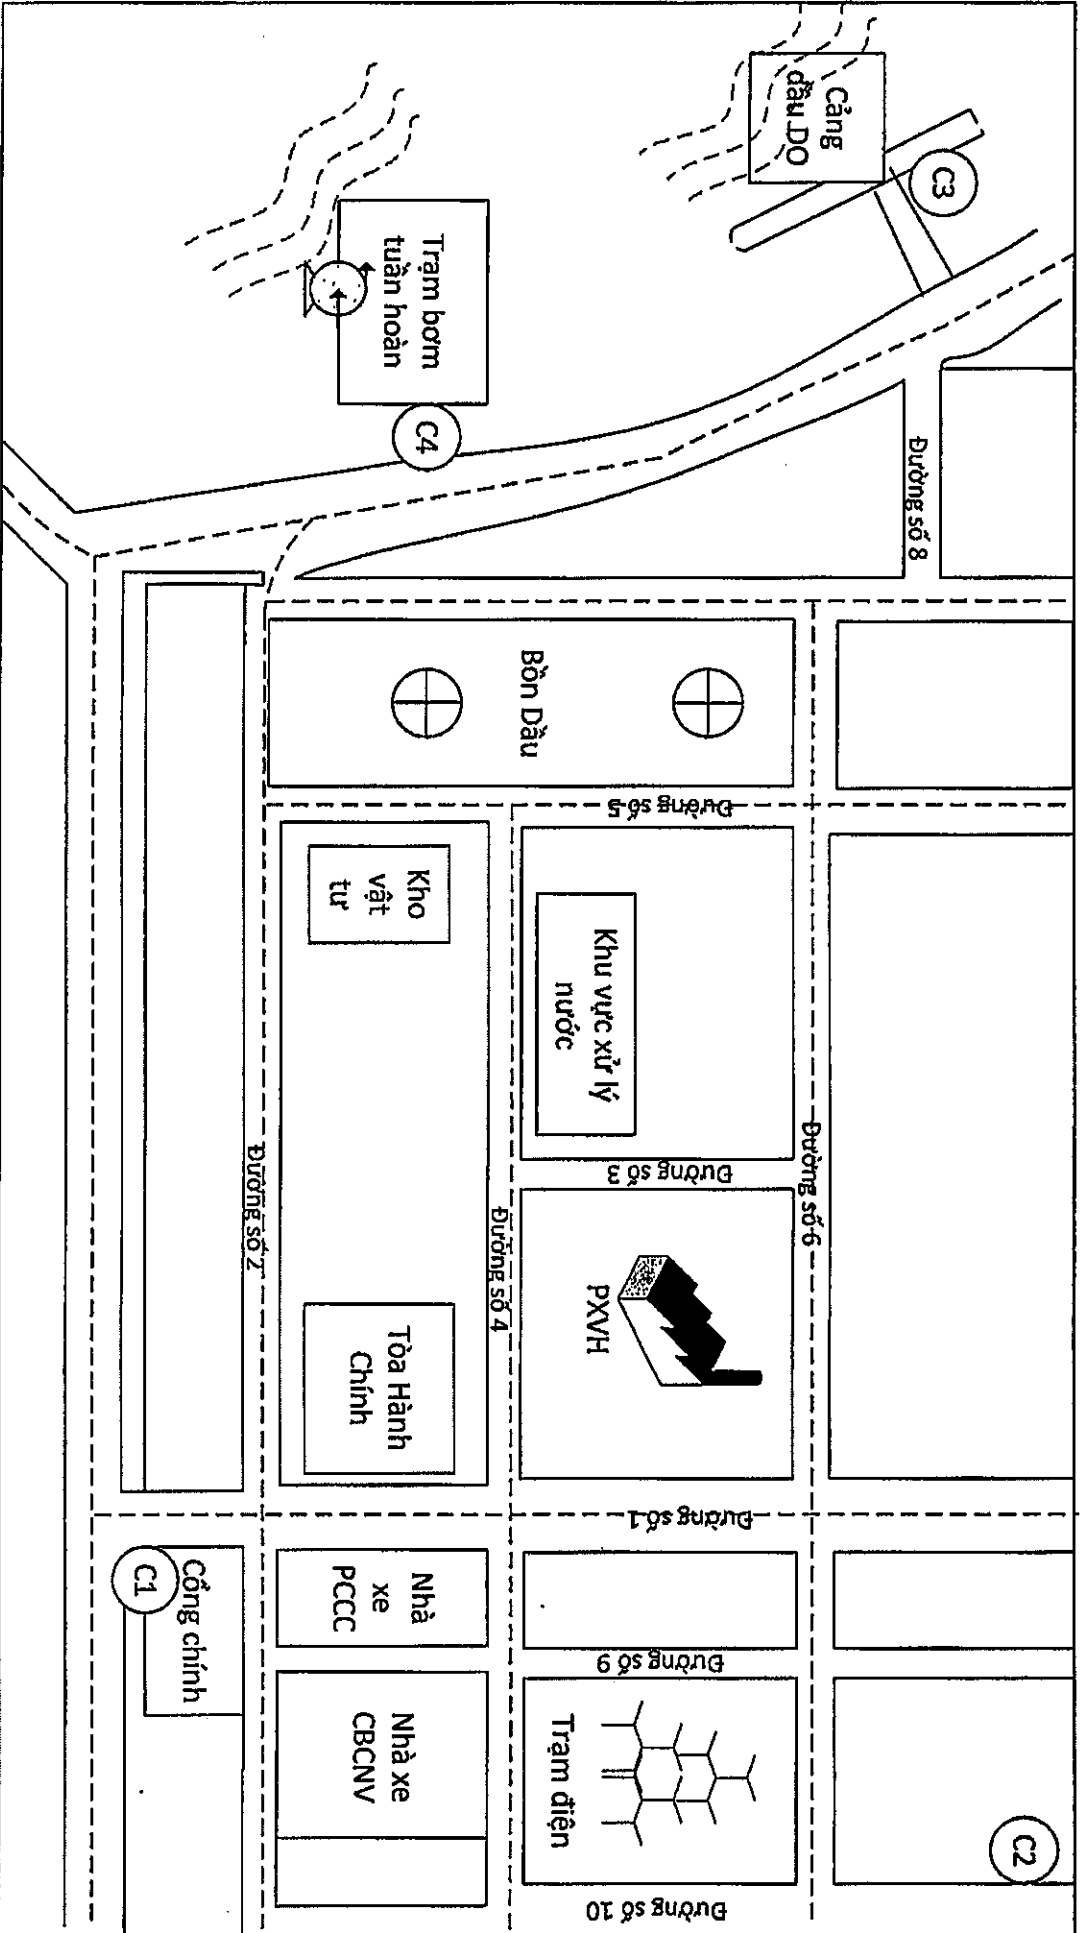 Cảng
dầu DO
C3
Trạm bơm
tuần hoàn
C4
Đường số 8
Bồn Dầu
Đường số 5
Kho
vật
tư
Khu vực xử lý
nước
Đường số 3
Đường số 6
Đường số 2
Đường số 4
PXVH
Tòa Hành
Chính
Đường số 1
C1
Cổng chính
Nhà
xe
PCCC
Đường số 9
Nhà xe
CBCNV
Trạm điện
C2
Đường số 10